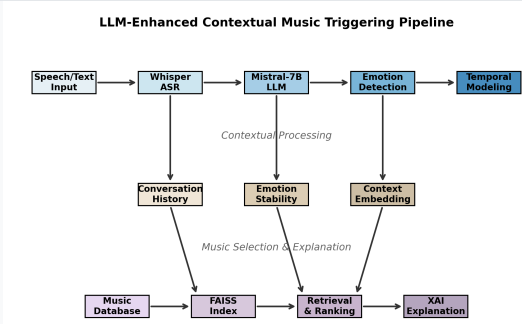 LLM-Enhanced Contextual Music Triggering Pipeline
Speech/Text
Input
Whisper
ASR
Mistral-7B
LLM
Emotion
Detection
Temporal
Modeling
Contextual Processing
Conversation
History
Emotion
Stability
Context
Embedding
Music Selection & Explanation
Music
Database
FAISS
Index
Retrieval
& Ranking
XAI
Explanation